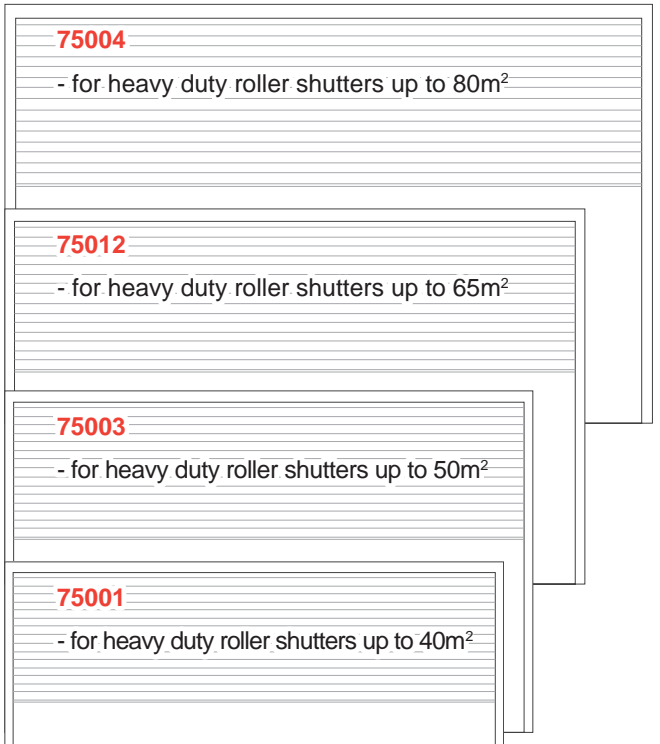 75004
- for heavy duty roller shutters up to 80m²
75012
- for heavy duty roller shutters up to 65m²
75003
- for heavy duty roller shutters up to 50m²
75001
- for heavy duty roller shutters up to 40m²